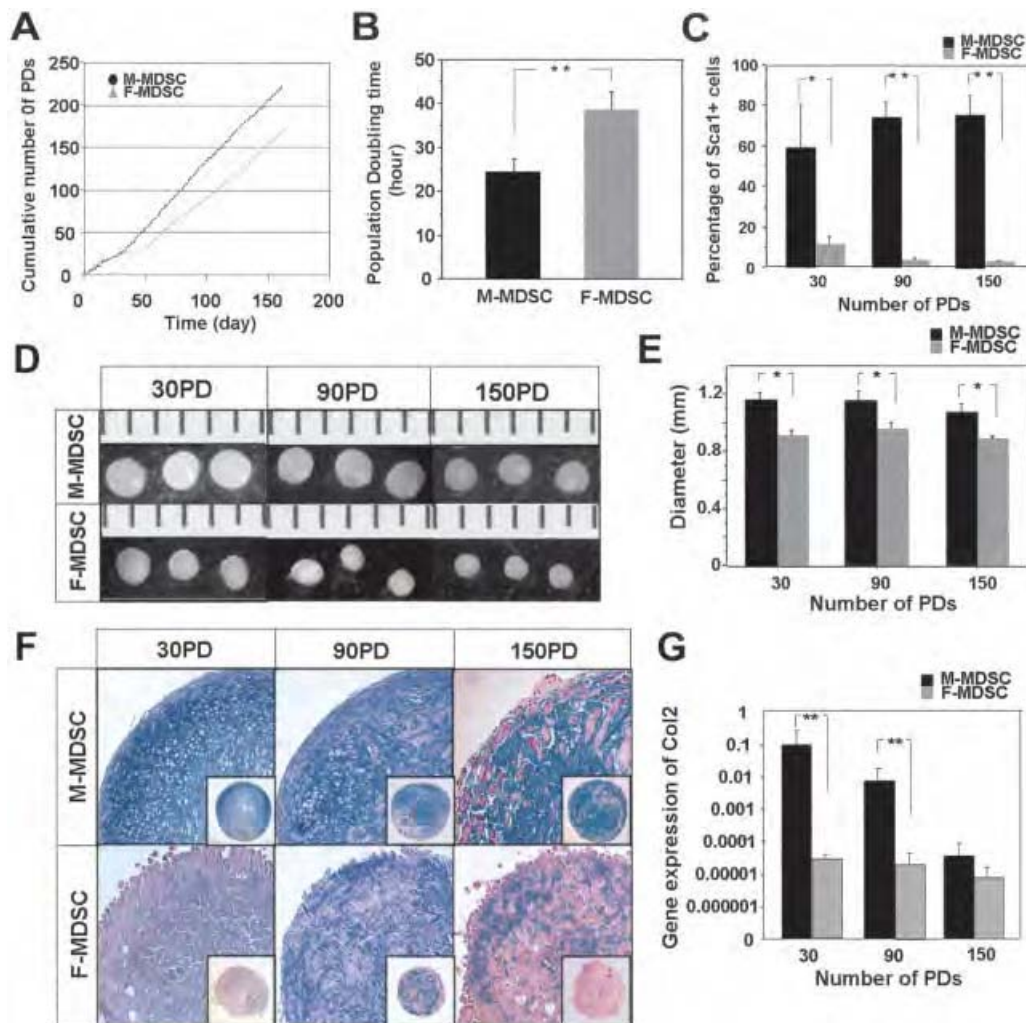 A
Cumulative number 0f PDs
250
200
150
100
50
0
M-MDSC
F-MDSC
0
50
100
150
200
Time (day)
B
Population Doubling time
(hour)
50
40
30
20
10
0
**
M-MDSC
F-MDSC
C
M-MDSC
F-MDSC
Percentage of Sca1+ cells
100
80
60
40
20
0
*
**
**
30
90
150
Number of PDs
D
30PD
90PD
150PD
M-MDSC
F-MDSC
E
M-MDSC
F-MDSC
Diameter (mm)
1.2
0.8
0.4
0
*
*
*
30
90
150
Number of PDs
F
30PD
90PD
150PD
M-MDSC
F-MDSC
G
M-MDSC
F-MDSC
Gene expression of Col2
1
0.1
0.01
0.001
0.0001
0.00001
0.000001
0
**
**
30
90
150
Number of PDs